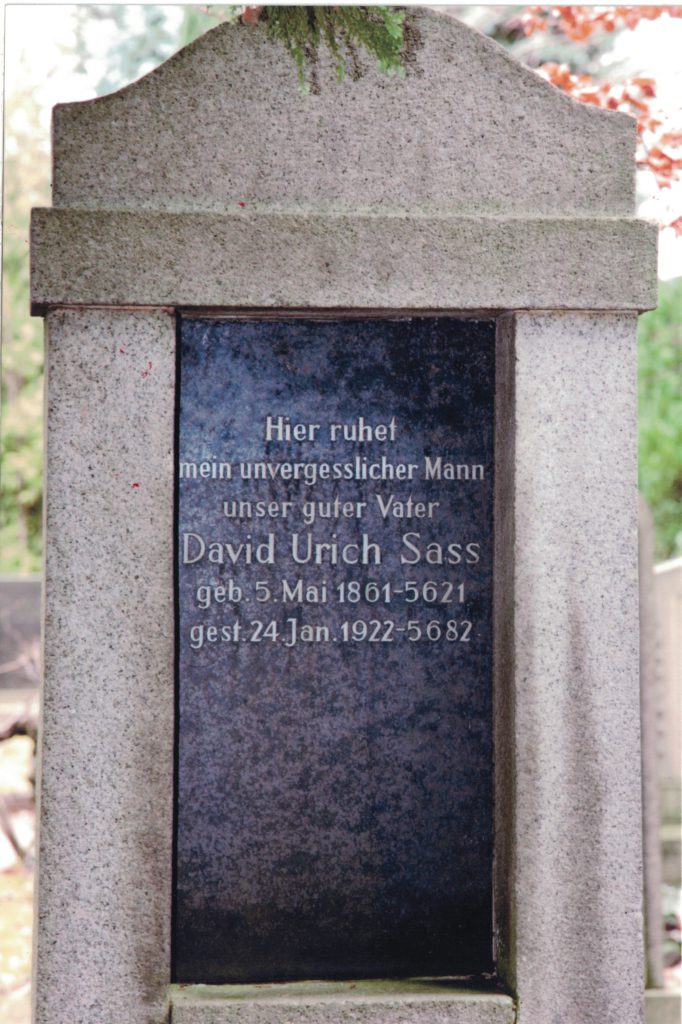 Hier ruhet
mein unvergesslicher Mann
unser guter Vater
David Urich Sass
geb. 5. Mai 1861-5621
gest. 24. Jan. 1922-5682